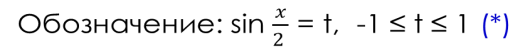 Обозначение: sin x/2 = t, -1 ≤ t ≤ 1 (*)